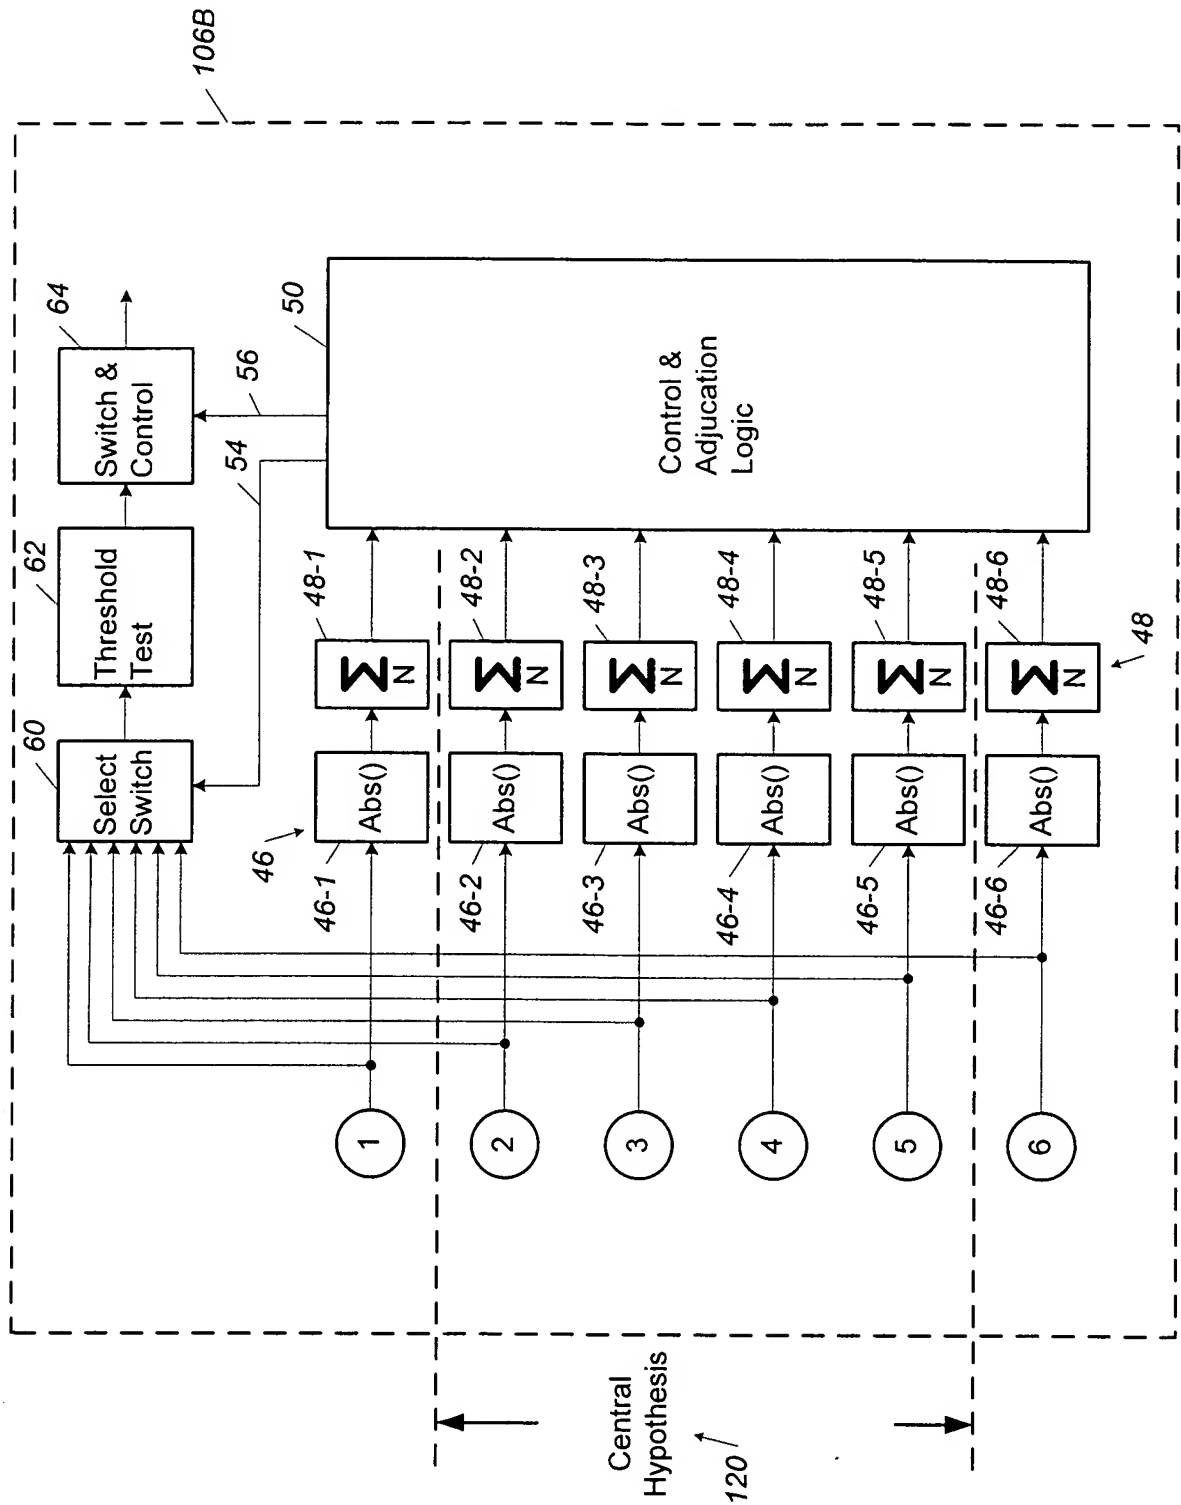 106B
60
Select
Switch
62
Threshold
Test
64
Switch &
Control
54
56
50
Control &
Adjucation
Logic
46
46-1
Abs()
48-1
Σ
N
1
46-2
Abs()
48-2
Σ
N
2
46-3
Abs()
48-3
Σ
N
3
46-4
Abs()
48-4
Σ
N
4
46-5
Abs()
48-5
Σ
N
5
46-6
Abs()
48-6
Σ
N
6
48
Central
Hypothesis
120